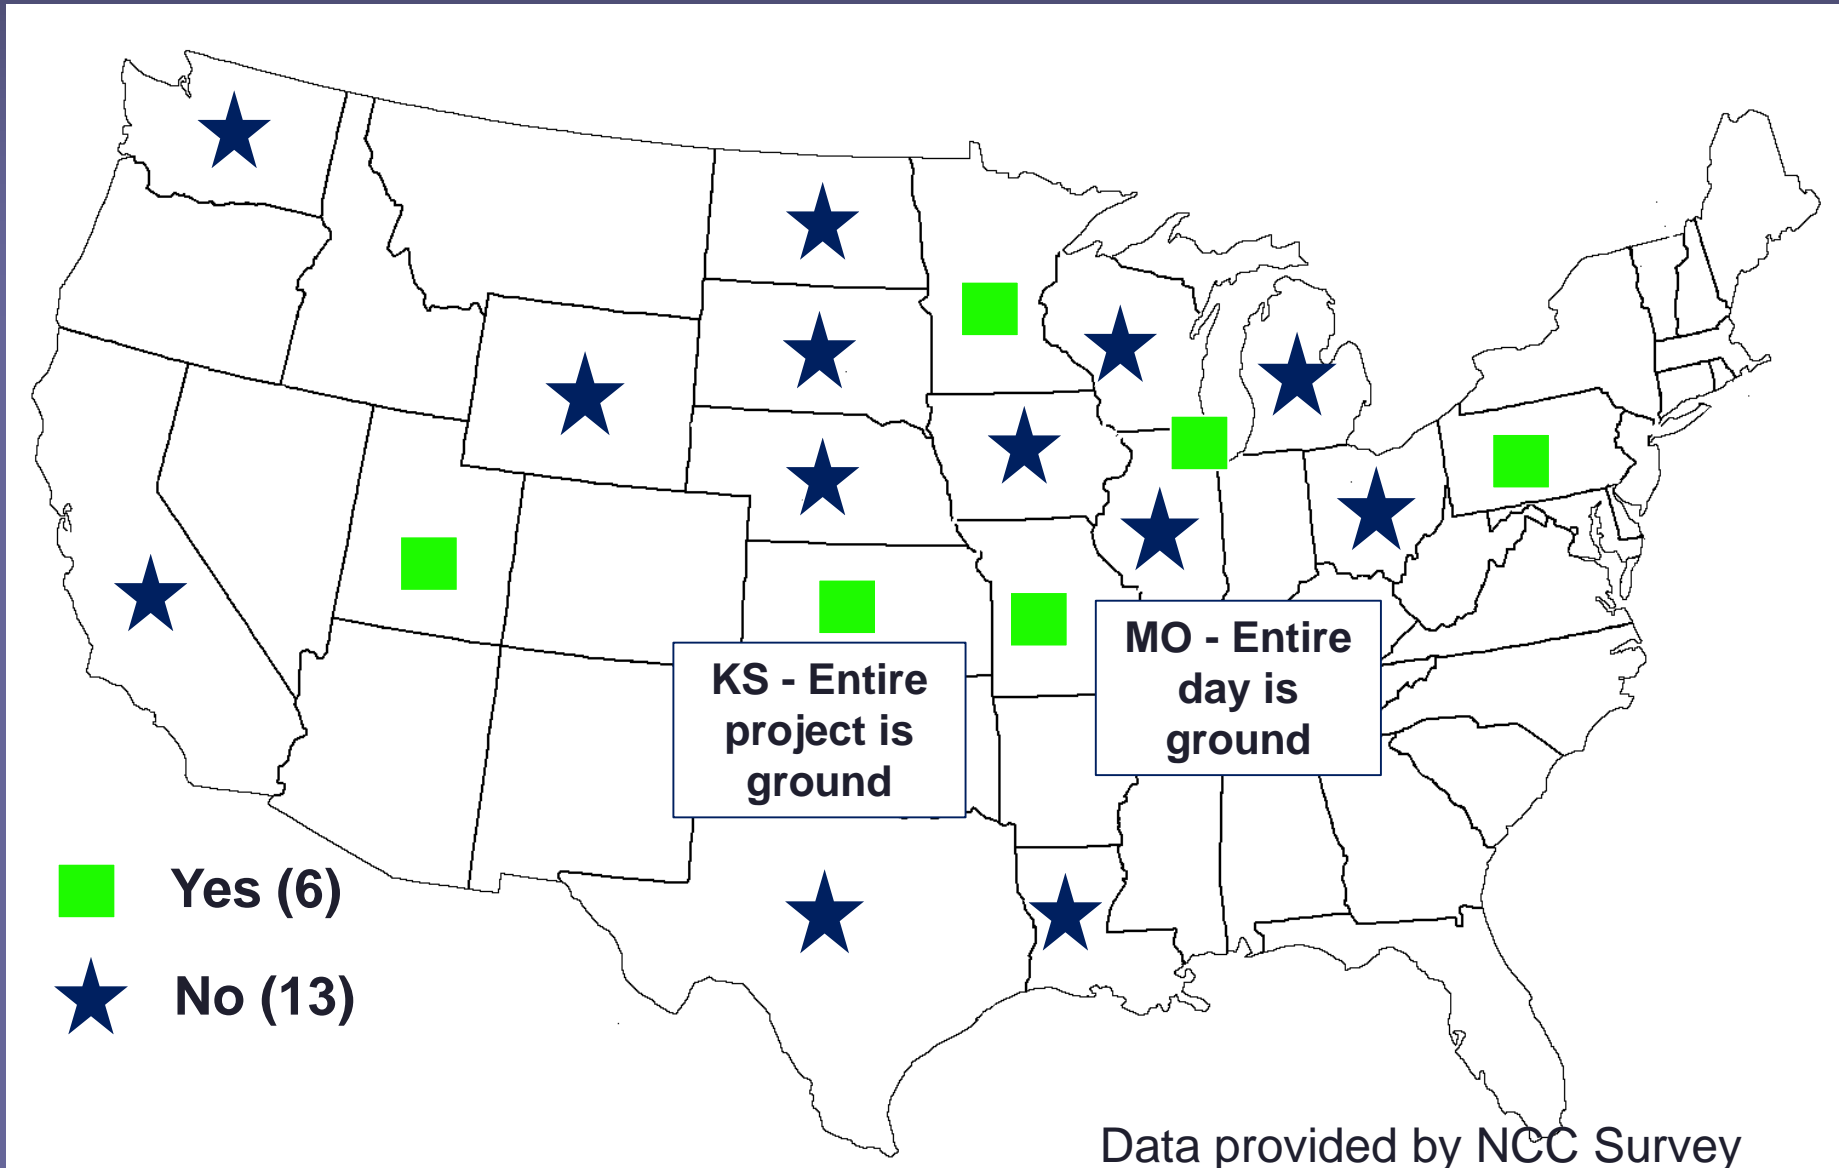 KS - Entire
project is
ground
MO - Entire
day is
ground
Yes (6)
No (13)
Data provided by NCC Survey